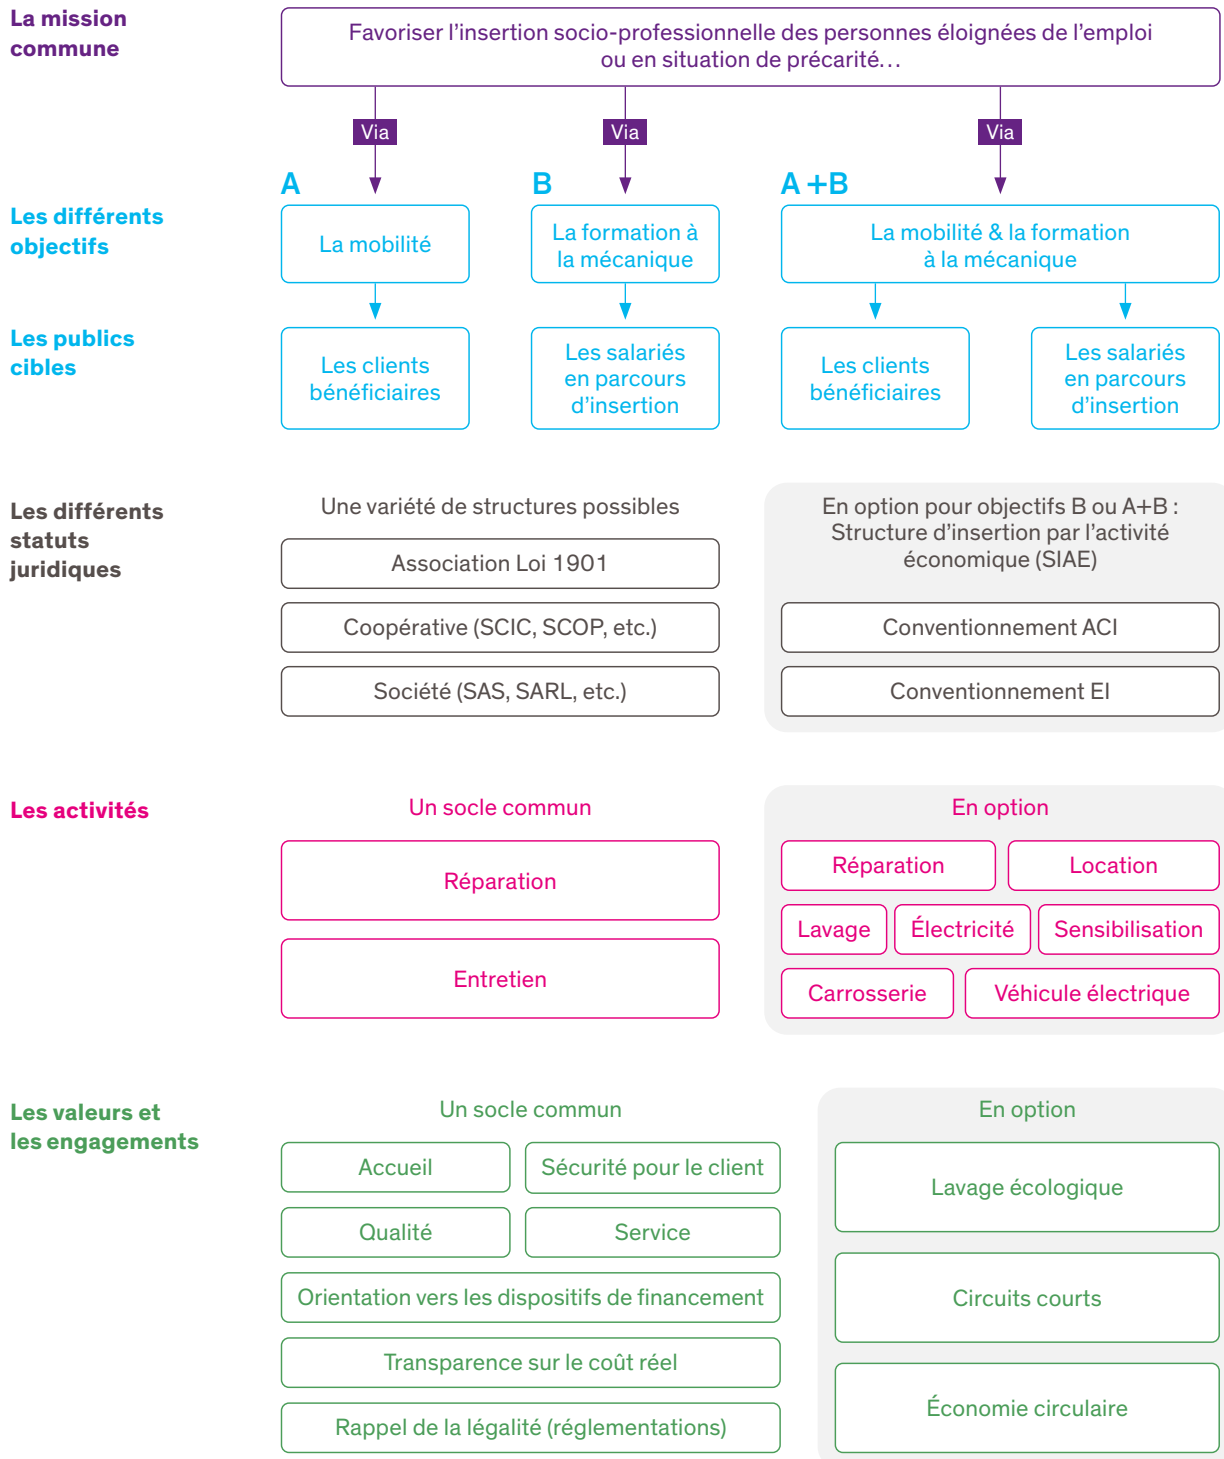 La mission
commune
Favoriser l’insertion socio-professionnelle des personnes éloignées de l’emploi
ou en situation de précarité…
Via
Via
Via
A
B
A +B
Les différents
objectifs
La mobilité
La formation à
la mécanique
La mobilité & la formation
à la mécanique
Les publics
cibles
Les clients
bénéficiaires
Les salariés
en parcours
d’insertion
Les clients
bénéficiaires
Les salariés
en parcours
d’insertion
Les différents
statuts
juridiques
Une variété de structures possibles
Association Loi 1901
Coopérative (SCIC, SCOP, etc.)
Société (SAS, SARL, etc.)
En option pour objectifs B ou A+B :
Structure d’insertion par l’activité
économique (SIAE)
Conventionnement ACI
Conventionnement EI
Les activités
Un socle commun
Réparation
Entretien
En option
Réparation
Location
Lavage
Électricité
Sensibilisation
Carrosserie
Véhicule électrique
Les valeurs et
les engagements
Un socle commun
Accueil
Sécurité pour le client
Qualité
Service
Orientation vers les dispositifs de financement
Transparence sur le coût réel
Rappel de la légalité (réglementations)
En option
Lavage écologique
Circuits courts
Économie circulaire